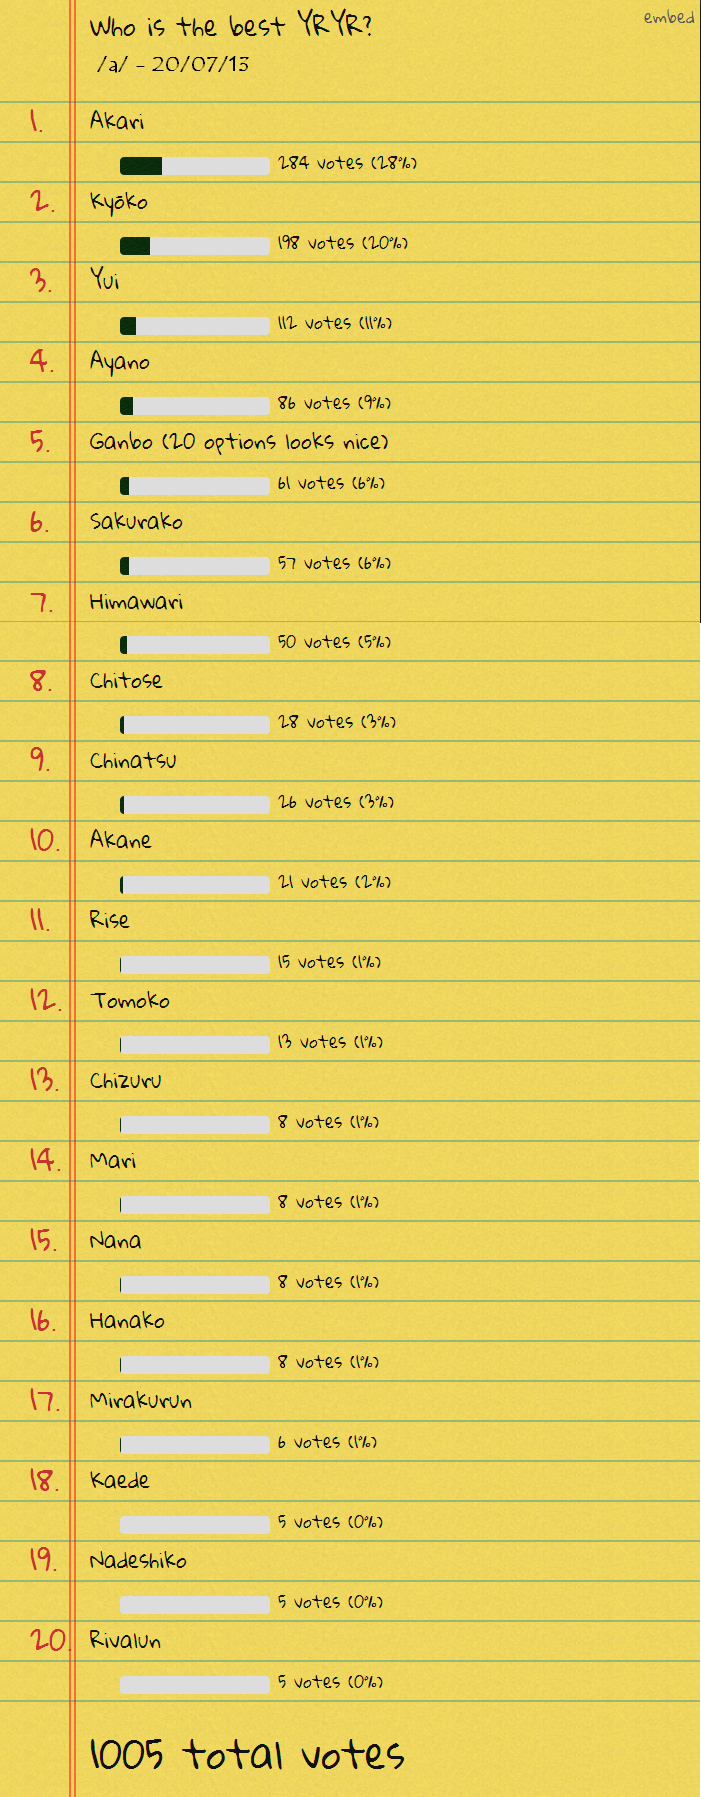 Who is the best YRYR?
embed
/a/ - 20/07/13
1. Akari
284 votes (28%)
2. Kyōko
198 votes (20%)
3. Yui
112 votes (11%)
4. Ayano
86 votes (9%)
5. Ganbo (20 options looks nice)
61 votes (6%)
6. Sakurako
57 votes (6%)
7. Himawari
50 votes (5%)
8. Chitose
28 votes (3%)
9. Chinatsu
26 votes (3%)
10. Akane
21 votes (2%)
11. Rise
15 votes (1%)
12. Tomoko
13 votes (1%)
13. Chizuru
8 votes (1%)
14. Mari
8 votes (1%)
15. Nana
8 votes (1%)
16. Hanako
8 votes (1%)
17. Mirakurun
6 votes (1%)
18. Kaede
5 votes (0%)
19. Nadeshiko
5 votes (0%)
20. Rivalun
5 votes (0%)
1005 total votes